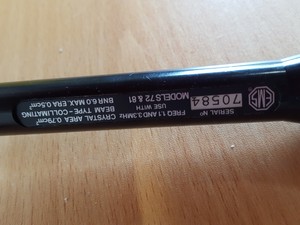 EMS
SERIAL Nº
70584
FREQ 1.1 AND 3.3MHz
USE WITH
MODELS 72 & 81
CRYSTAL AREA 0.79cm²
BEAM TYPE - COLLIMATING
BNR 6.0 MAX. ERA 0.5cm²